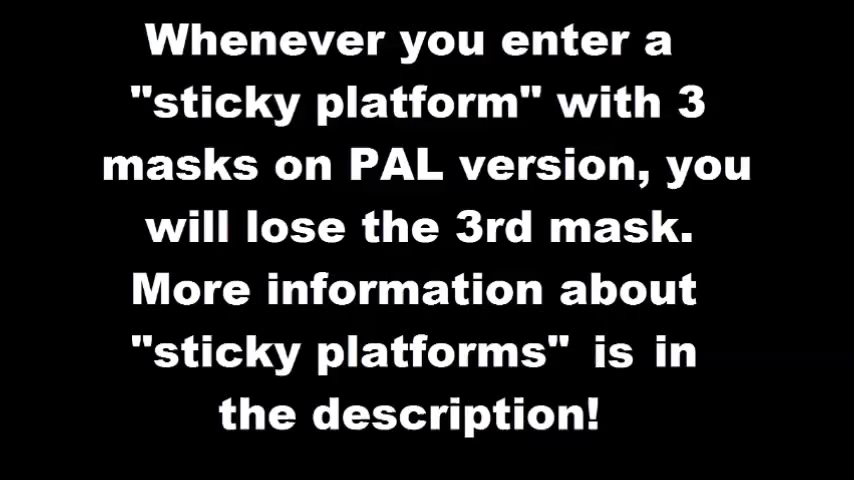 Whenever you enter a
"sticky platform" with 3
masks on PAL version, you
will lose the 3rd mask.
More information about
"sticky platforms" is in
the description!